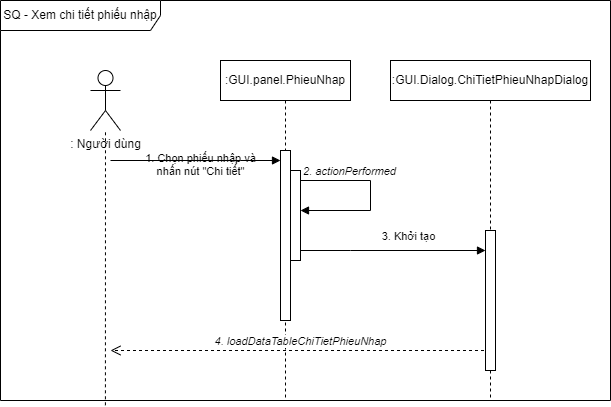 SQ - Xem chi tiết phiếu nhập
:GUI.panel.PhieuNhap
:GUI.Dialog.ChiTietPhieuNhapDialog
: Người dùng
1. Chọn phiếu nhập và
nhấn nút "Chi tiết"
2. actionPerformed
3. Khởi tạo
4. loadDataTableChiTietPhieuNhap